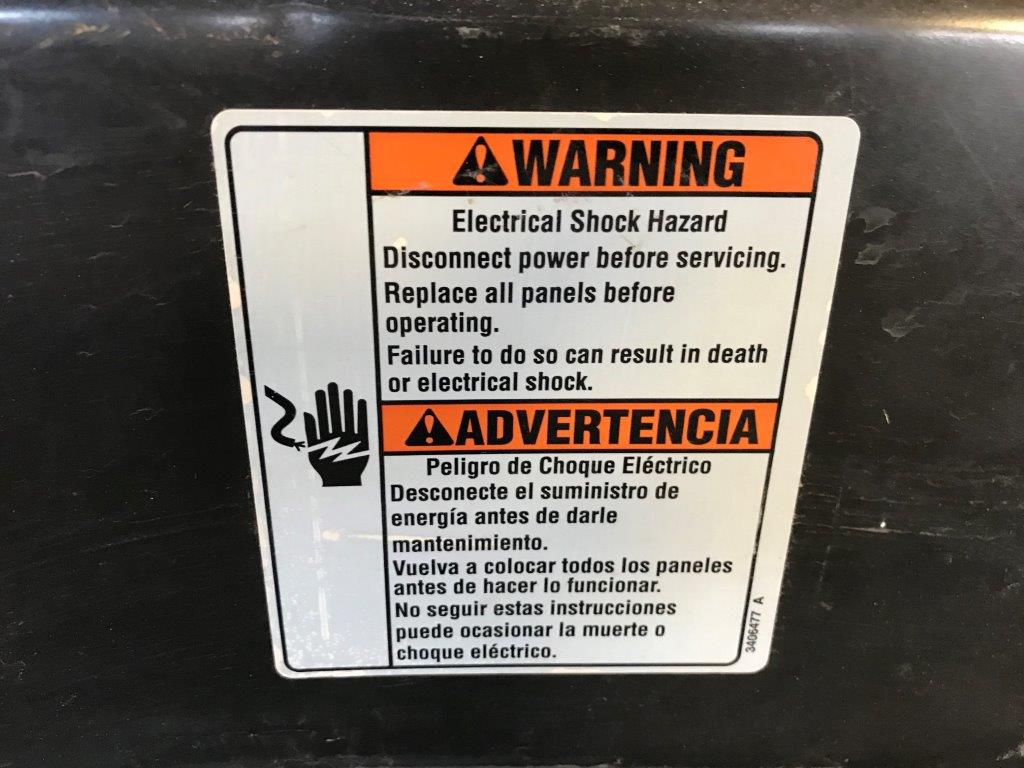 WARNING
Electrical Shock Hazard
Disconnect power before servicing.
Replace all panels before
operating.
Failure to do so can result in death
or electrical shock.
ADVERTENCIA
Peligro de Choque Eléctrico
Desconecte el suministro de
energía antes de darle
mantenimiento.
Vuelva a colocar todos los paneles
antes de hacer lo funcionar.
No seguir estas instrucciones
puede ocasionar la muerte o
choque eléctrico.
3406477 A